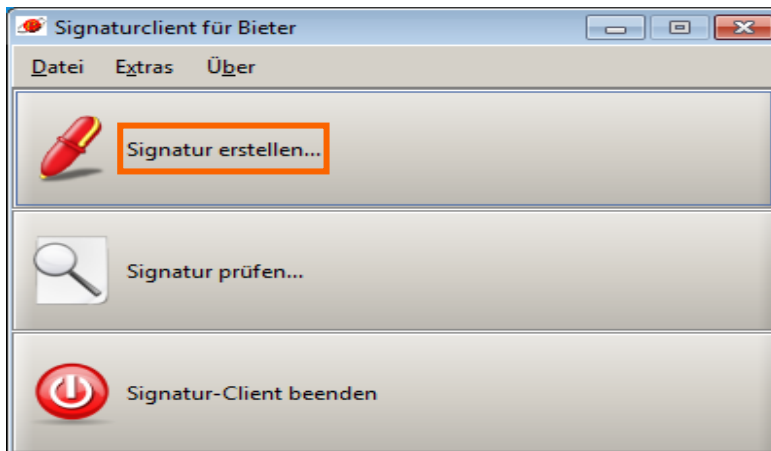 Signaturclient für Bieter
Datei Extras Über
Signatur erstellen...
Signatur prüfen...
Signatur-Client beenden